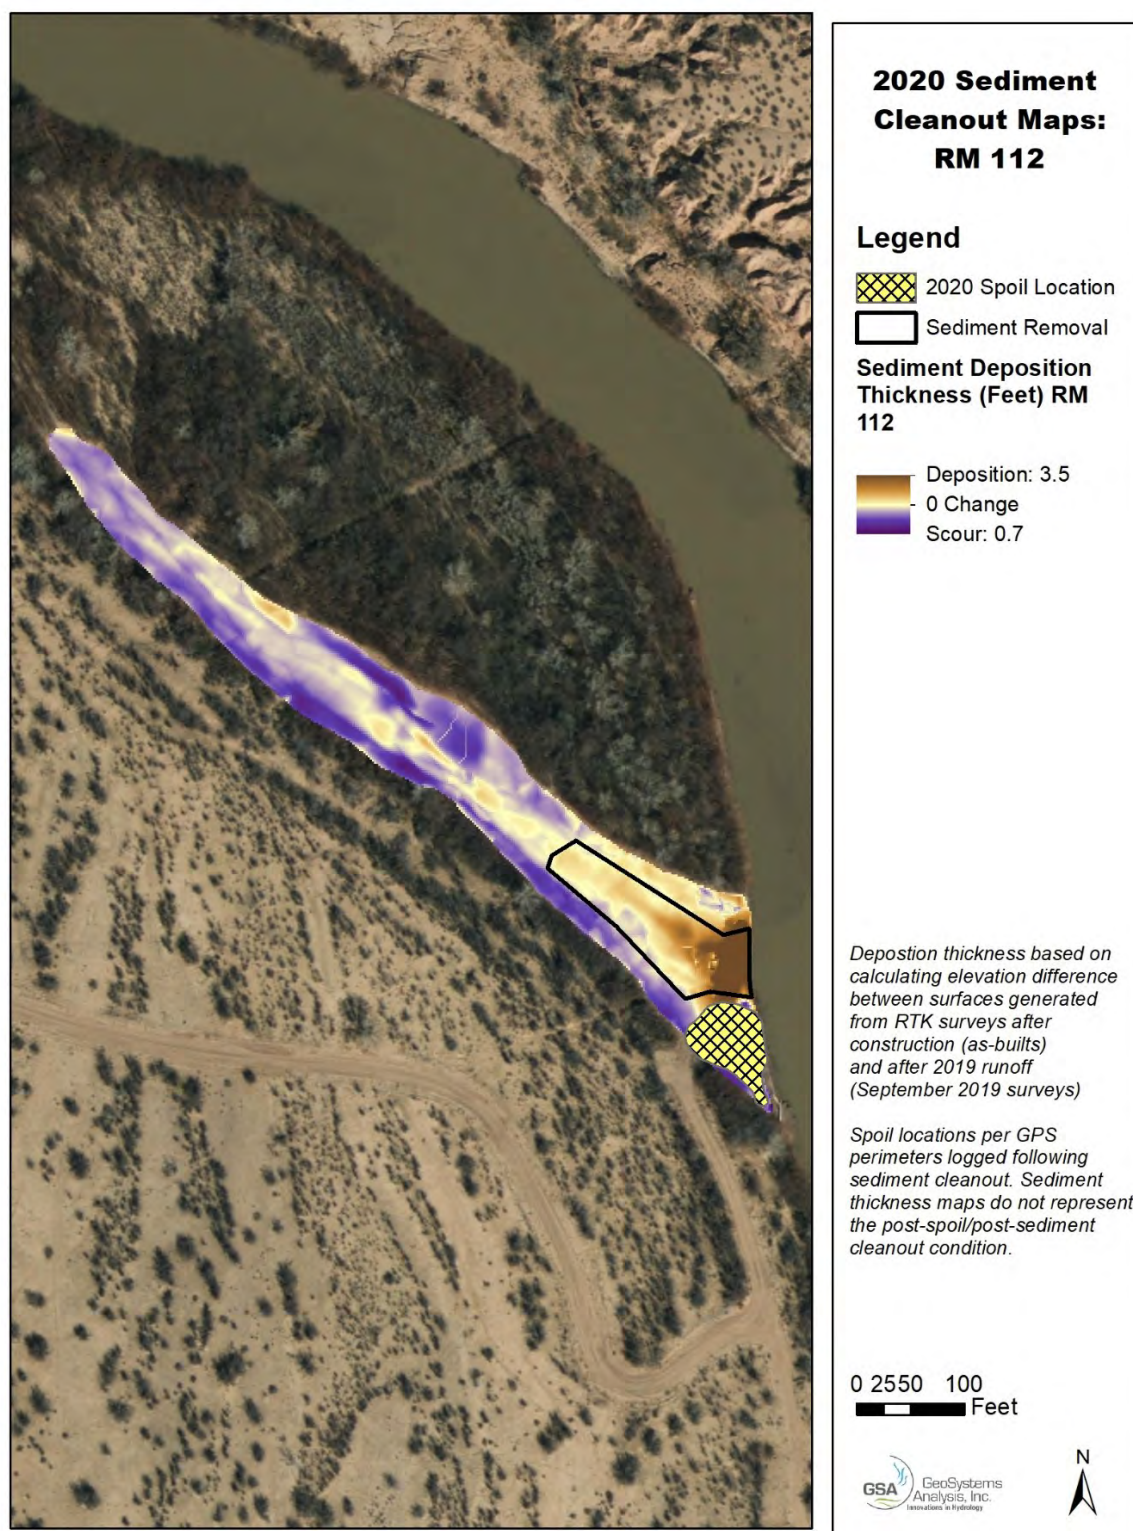 2020 Sediment
Cleanout Maps:
RM 112
Legend
2020 Spoil Location
Sediment Removal
Sediment Deposition
Thickness (Feet) RM
112
Deposition: 3.5
0 Change
Scour: 0.7
Depostion thickness based on
calculating elevation difference
between surfaces generated
from RTK surveys after
construction (as-builts)
and after 2019 runoff
(September 2019 surveys)
Spoil locations per GPS
perimeters logged following
sediment cleanout. Sediment
thickness maps do not represent
the post-spoil/post-sediment
cleanout condition.
0 2550 100
Feet
GSA GeoSystems
Analysis, Inc.
Innovations in Hydrology
N